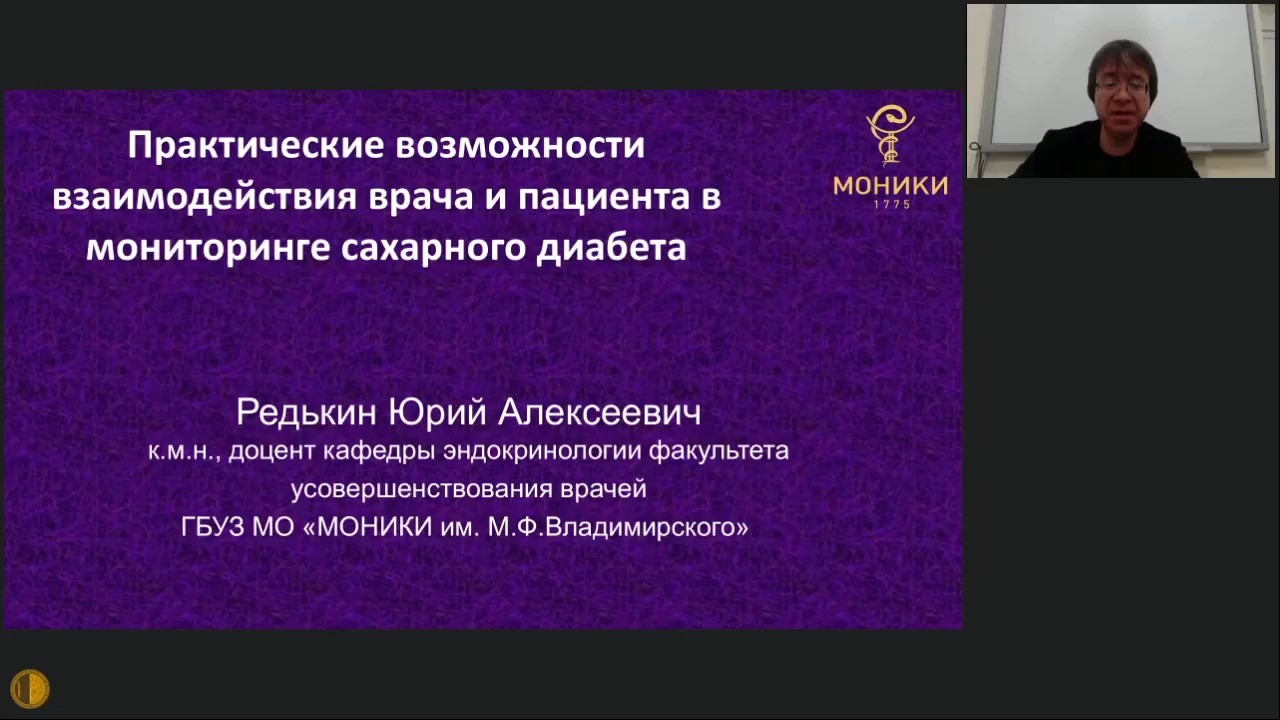 Практические возможности
взаимодействия врача и пациента в
мониторинге сахарного диабета
МОНИКИ
1775
Редькин Юрий Алексеевич
к.м.н., доцент кафедры эндокринологии факультета
усовершенствования врачей
ГБУЗ МО «МОНИКИ им. М.Ф.Владимирского»